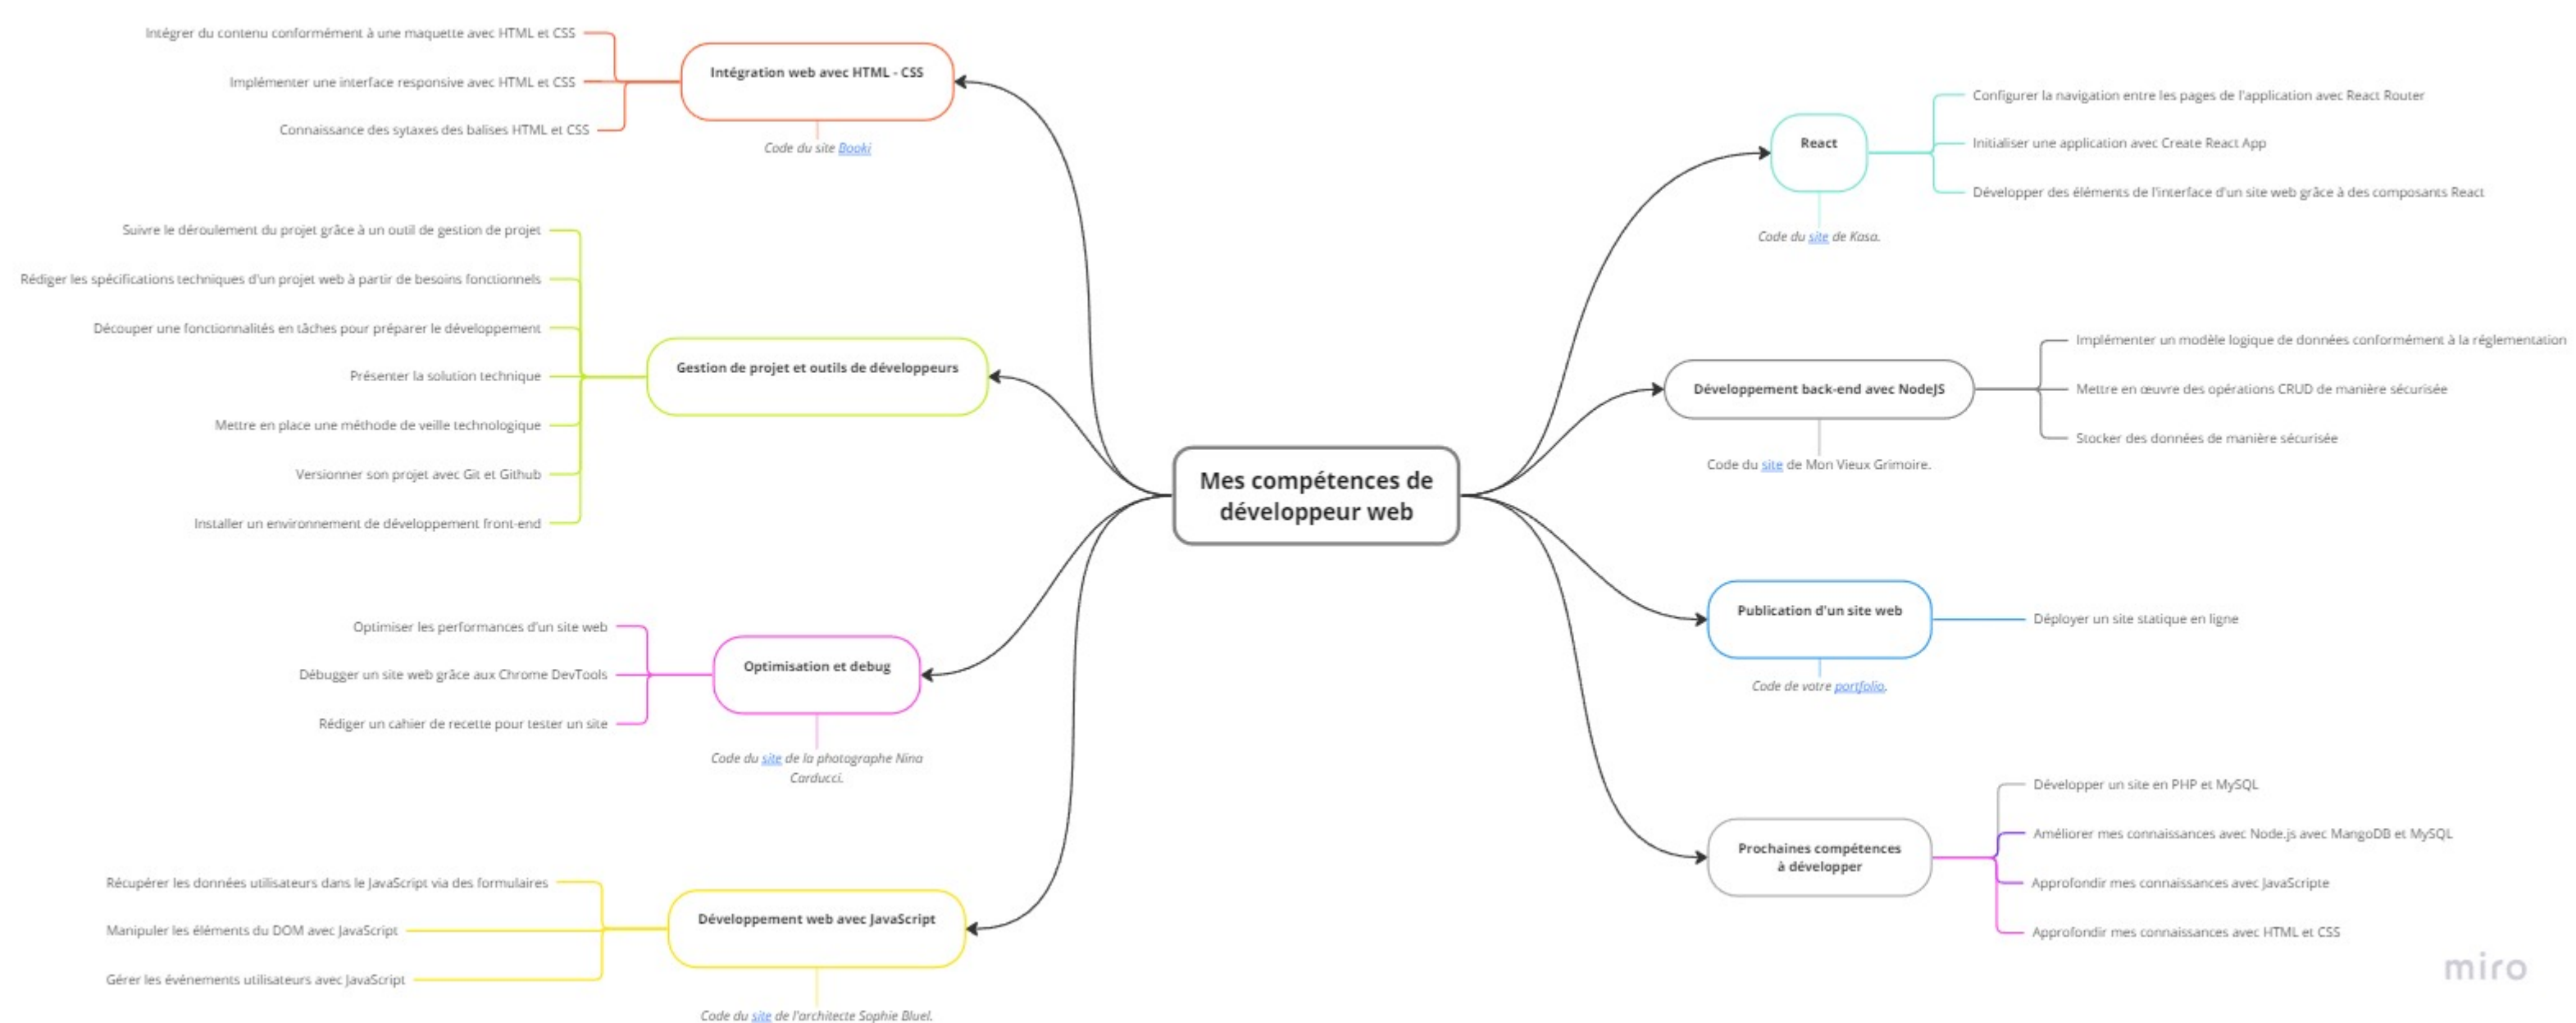 Intégrer du contenu conformément à une maquette avec HTML et CSS
Implémenter une interface responsive avec HTML et CSS
Connaissance des sytaxes des balises HTML et CSS
Intégration web avec HTML - CSS
Code du site Booki
Suivre le déroulement du projet grâce à un outil de gestion de projet
Rédiger les spécifications techniques d'un projet web à partir de besoins fonctionnels
Découper une fonctionnalités en tâches pour préparer le développement
Présenter la solution technique
Mettre en place une méthode de veille technologique
Versionner son projet avec Git et Github
Installer un environnement de développement front-end
Gestion de projet et outils de développeurs
Optimiser les performances d'un site web
Débugger un site web grâce aux Chrome DevTools
Rédiger un cahier de recette pour tester un site
Optimisation et debug
Code du site de la photographe Nina
Carducci.
Récupérer les données utilisateurs dans le JavaScript via des formulaires
Manipuler les éléments du DOM avec JavaScript
Gérer les événements utilisateurs avec JavaScript
Développement web avec JavaScript
Code du site de l'architecte Sophie Bluel.
Mes compétences de
développeur web
React
Code du site de Kasa.
Configurer la navigation entre les pages de l'application avec React Router
Initialiser une application avec Create React App
Développer des éléments de l'interface d'un site web grâce à des composants React
Développement back-end avec NodeJS
Code du site de Mon Vieux Grimoire.
Implémenter un modèle logique de données conformément à la réglementation
Mettre en œuvre des opérations CRUD de manière sécurisée
Stocker des données de manière sécurisée
Publication d'un site web
Code de votre portfolio.
Déployer un site statique en ligne
Prochaines compétences
à développer
Développer un site en PHP et MySQL
Améliorer mes connaissances avec Node.js avec MangoDB et MySQL
Approfondir mes connaissances avec JavaScripte
Approfondir mes connaissances avec HTML et CSS
miro